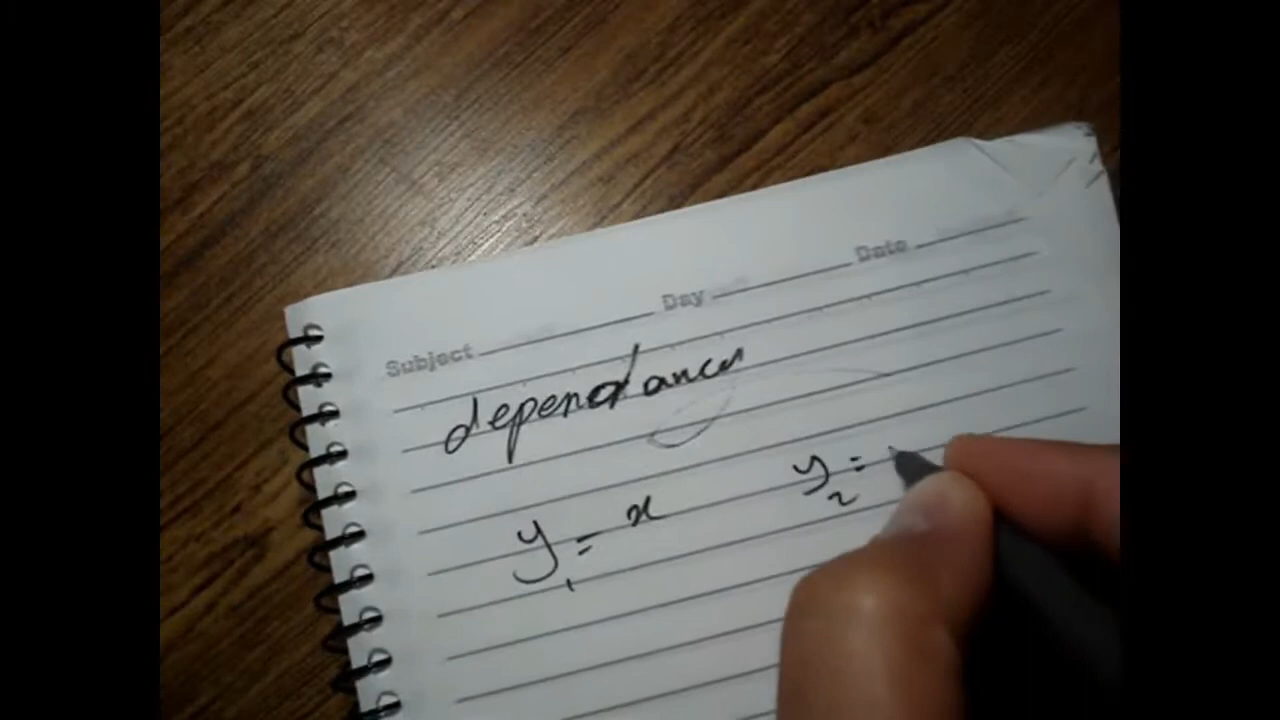 Subject Day Date
dependance
y₁ = x y₂ =